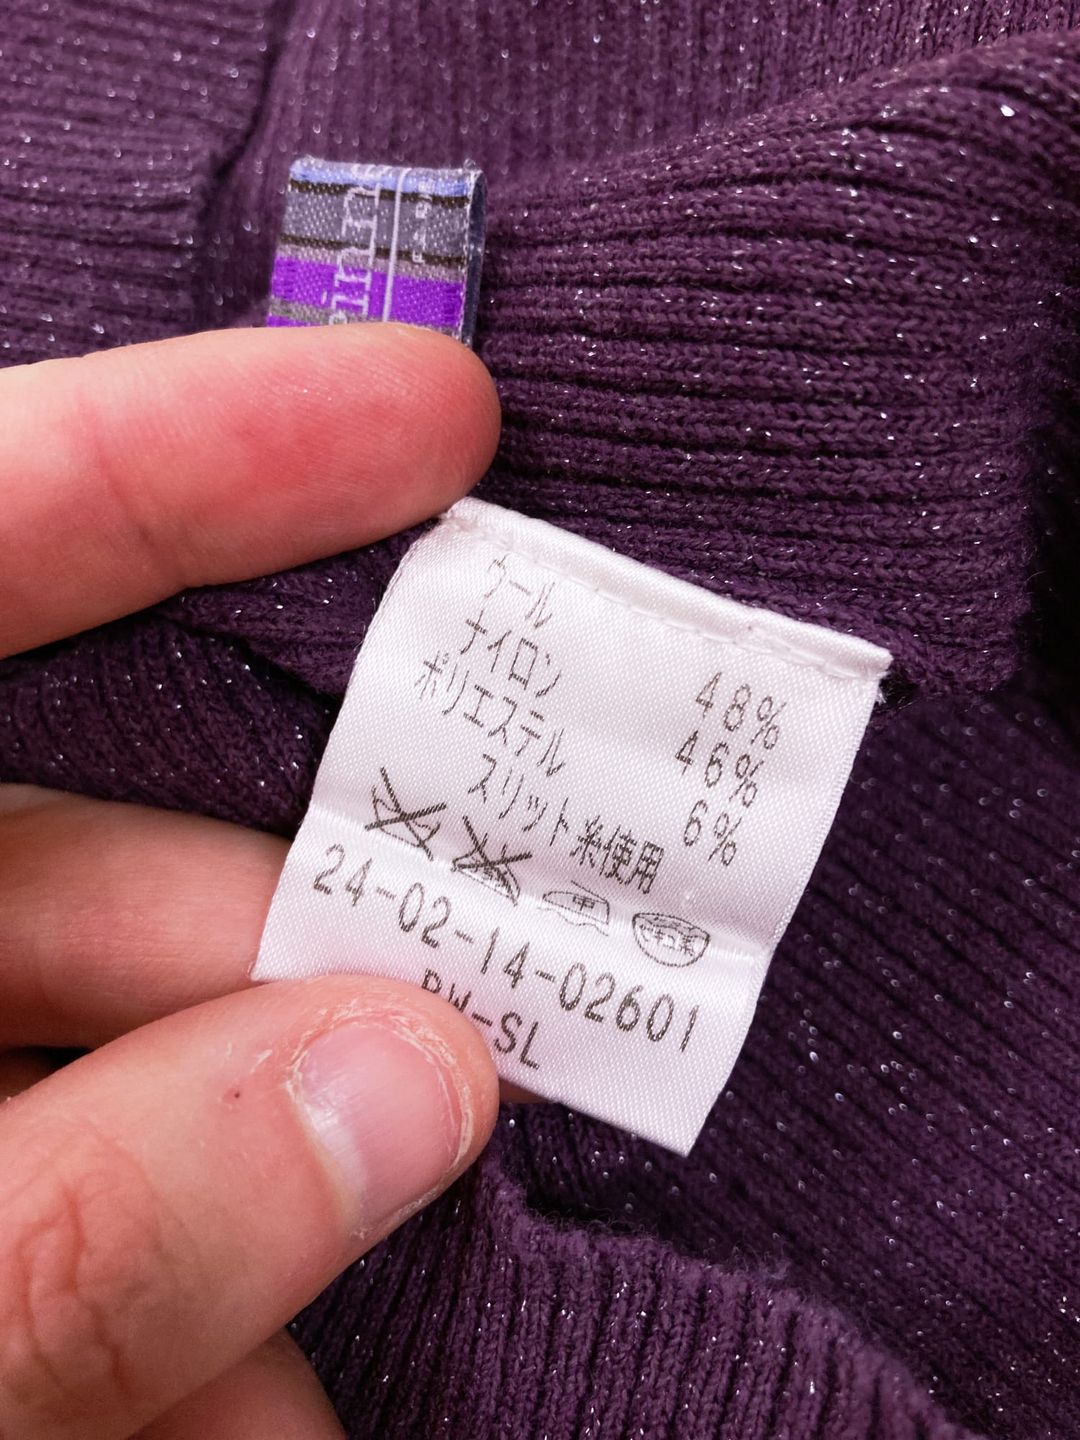 ウール 48%
ナイロン 46%
ポリエステル 6%
スリット糸使用
中
24-02-14-02601
-SL